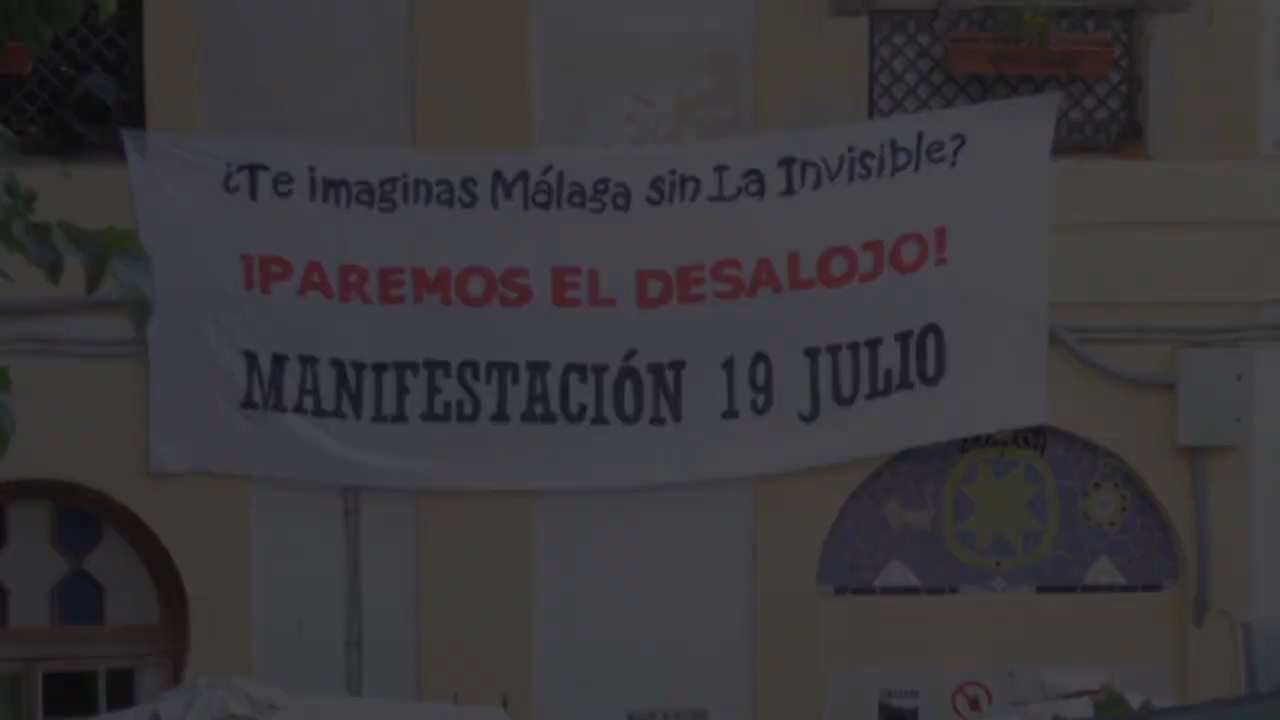 ¿Te imaginas Málaga sin La Invisible?
¡PAREMOS EL DESALOJO!
MANIFESTACIÓN 19 JULIO